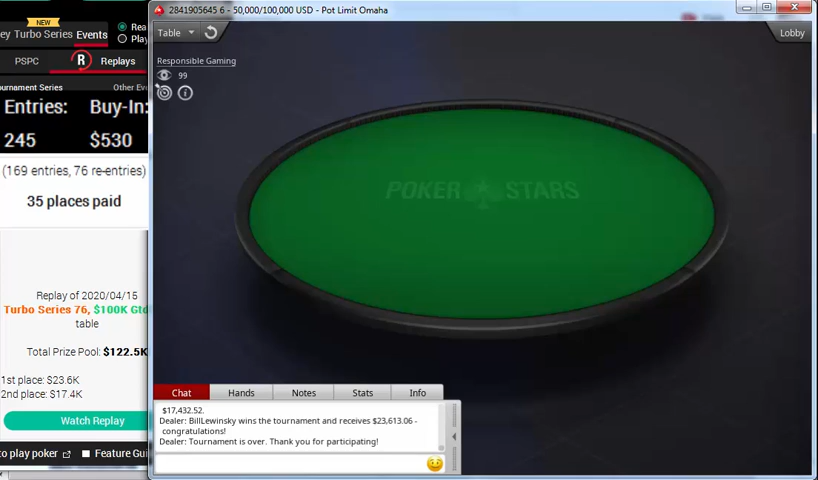 2841905645 6 - 50,000/100,000 USD - Pot Limit Omaha
NEW
ey Turbo Series Events
Rea
Play
PSPC
R Replays
ournament Series
Other Eve
Entries: Buy-In:
245 $530
(169 entries, 76 re-entries)
35 places paid
Replay of 2020/04/15
Turbo Series 76, $100K Gtd
table
Total Prize Pool: $122.5K
1st place: $23.6K
2nd place: $17.4K
Watch Replay
to play poker
Feature Gui
Table
Lobby
Responsible Gaming
99
POKER STARS
Chat Hands Notes Stats Info
$17,432.52.
Dealer: BillLewinsky wins the tournament and receives $23,613.06 -
congratulations!
Dealer: Tournament is over. Thank you for participating!